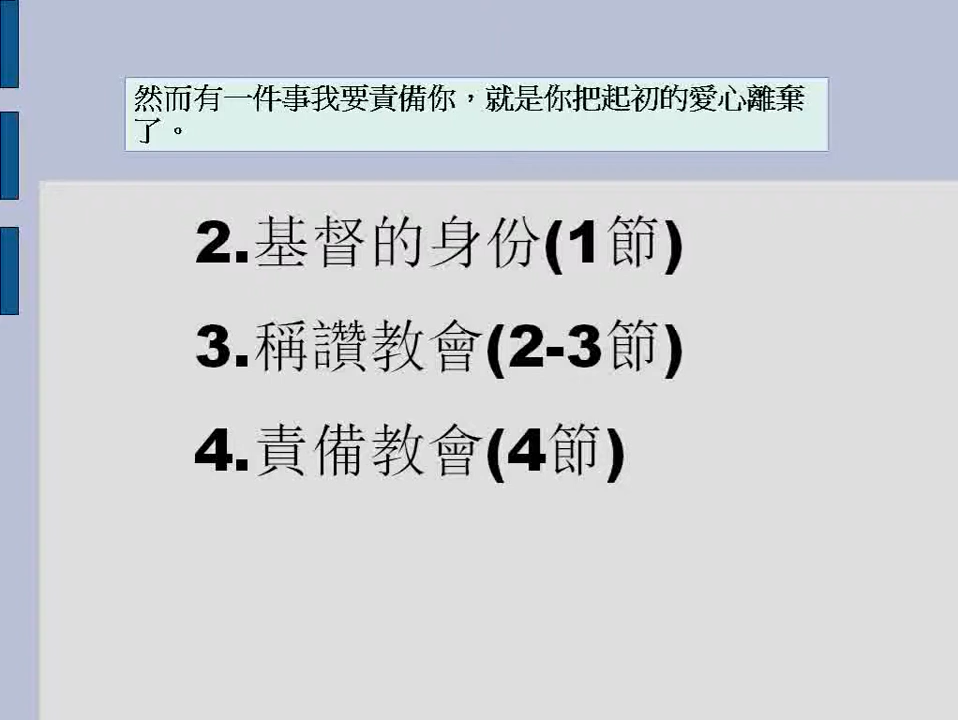 然而有一件事我要責備你，就是你把起初的愛心離棄
了。
2.基督的身份(1節)
3.稱讚教會(2-3節)
4.責備教會(4節)